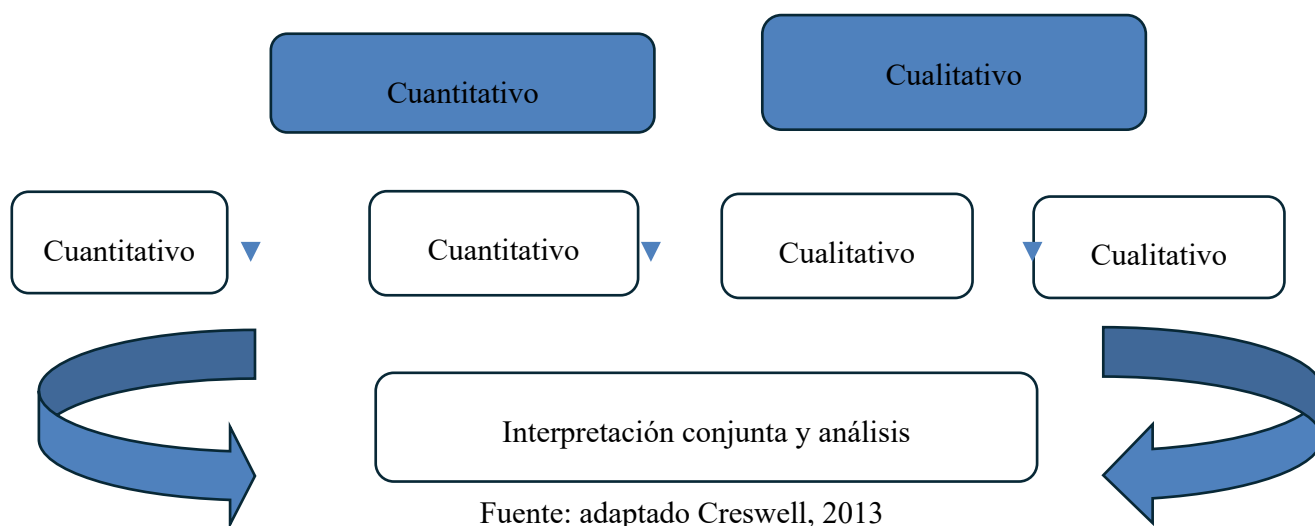 Cuantitativo
Cualitativo
Cuantitativo
Cuantitativo
Cualitativo
Cualitativo
Interpretación conjunta y análisis
Fuente: adaptado Creswell, 2013